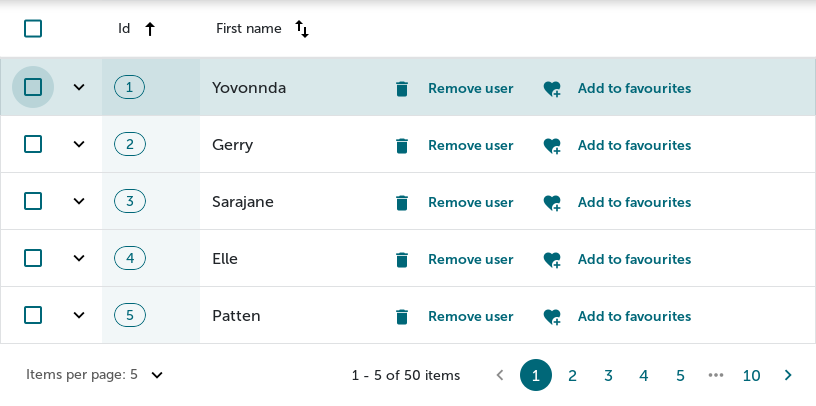 Id First name
1 Yovonnda Remove user Add to favourites
2 Gerry Remove user Add to favourites
3 Sarajane Remove user Add to favourites
4 Elle Remove user Add to favourites
5 Patten Remove user Add to favourites
Items per page: 5 1 - 5 of 50 items 1 2 3 4 5 ••• 10